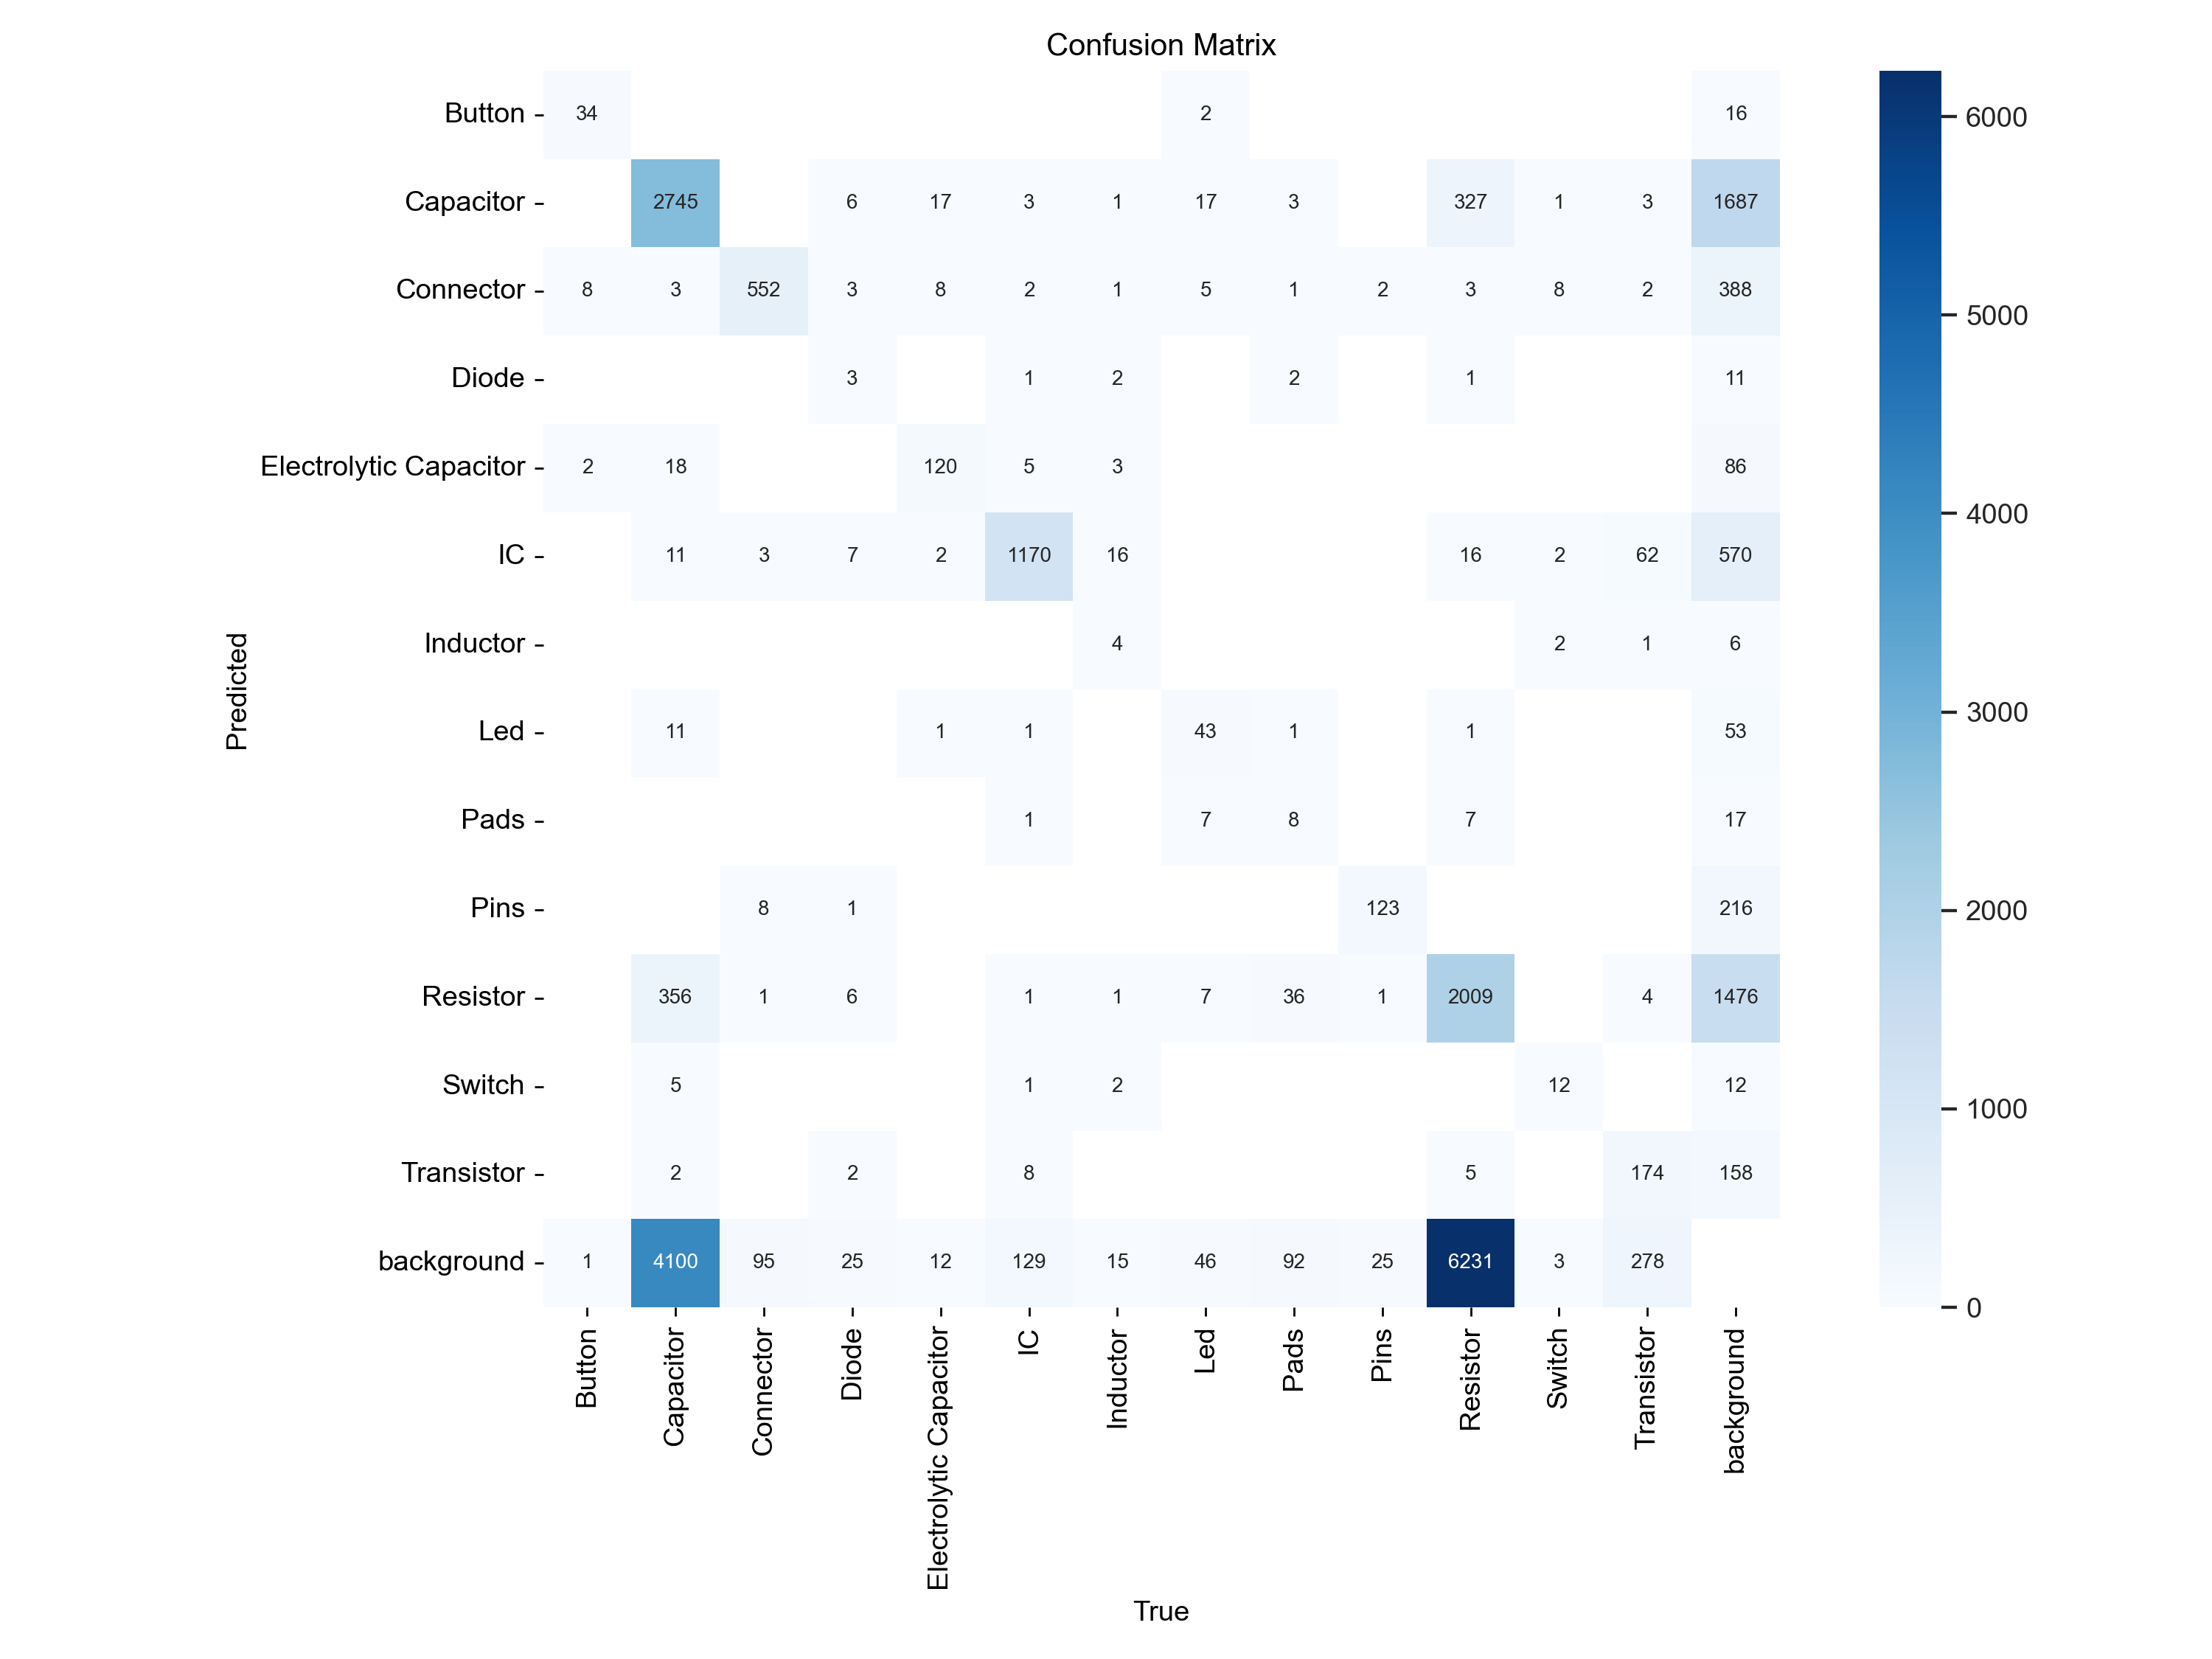 Confusion Matrix
Button 34 2 16
Capacitor 2745 6 17 3 1 17 3 327 1 3 1687
Connector 8 3 552 3 8 2 1 5 1 2 3 8 2 388
Diode 3 1 2 2 1 11
Electrolytic Capacitor 2 18 120 5 3 86
IC 11 3 7 2 1170 16 16 2 62 570
Inductor 4 2 1 6
Led 11 1 1 43 1 1 53
Pads 1 7 8 7 17
Pins 8 1 123 216
Resistor 356 1 6 1 1 7 36 1 2009 4 1476
Switch 5 1 2 12 12
Transistor 2 2 8 5 174 158
background 1 4100 95 25 12 129 15 46 92 25 6231 3 278
Predicted
Button
Capacitor
Connector
Diode
Electrolytic Capacitor
IC
Inductor
Led
Pads
Pins
Resistor
Switch
Transistor
background
True
6000
5000
4000
3000
2000
1000
0